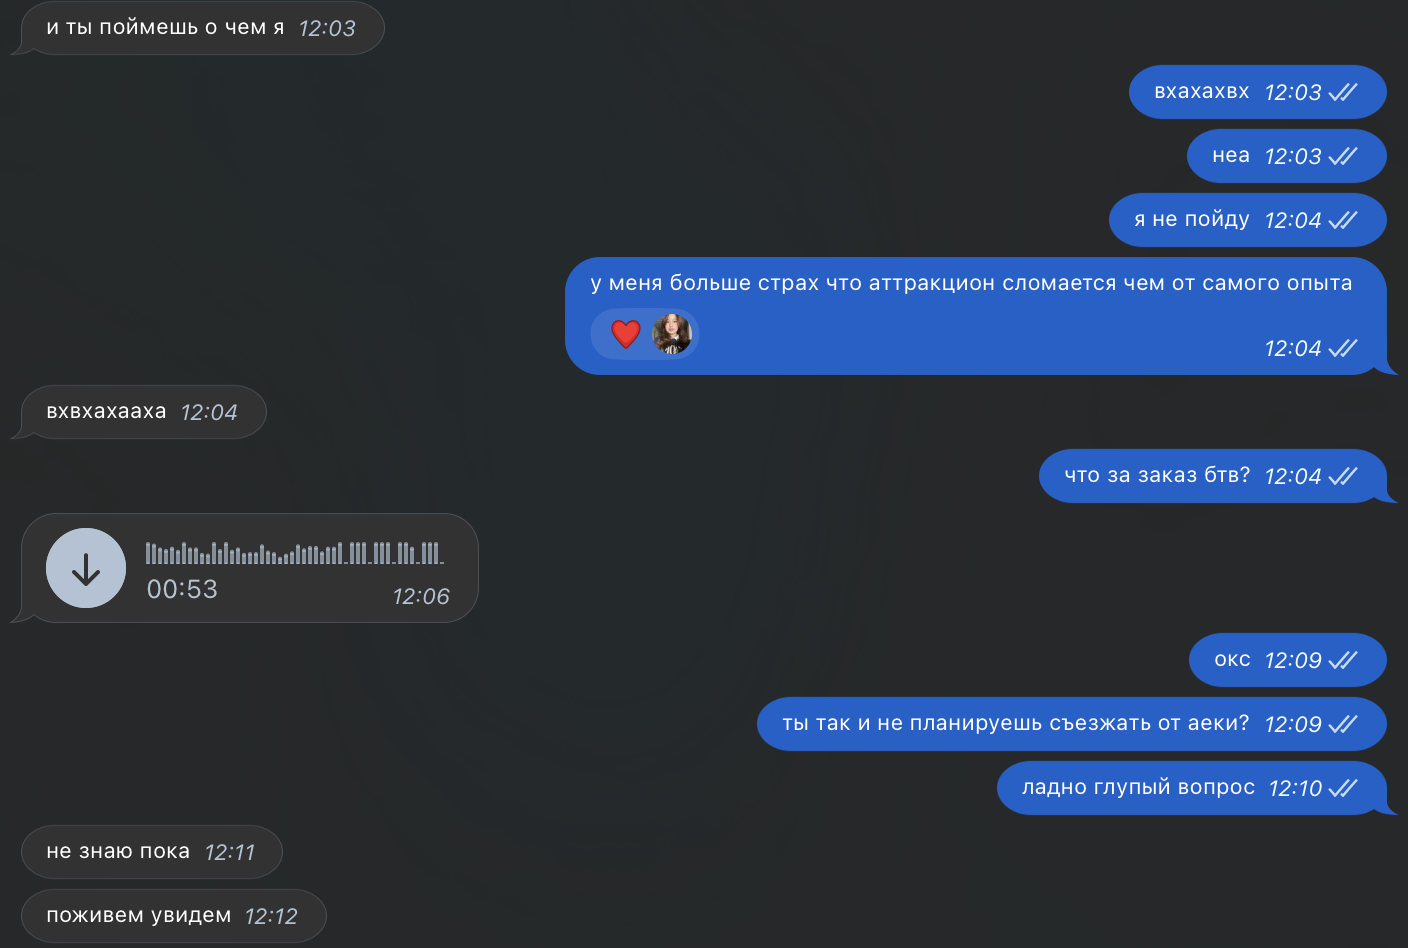 и ты поймешь о чем я 12:03
вхахахвх 12:03
неа 12:03
я не пойду 12:04
у меня больше страх что аттракцион сломается чем от самого опыта
12:04
вхвхахааха 12:04
что за заказ бтв? 12:04
00:53 12:06
окс 12:09
ты так и не планируешь съезжать от аеки? 12:09
ладно глупый вопрос 12:10
не знаю пока 12:11
поживем увидем 12:12